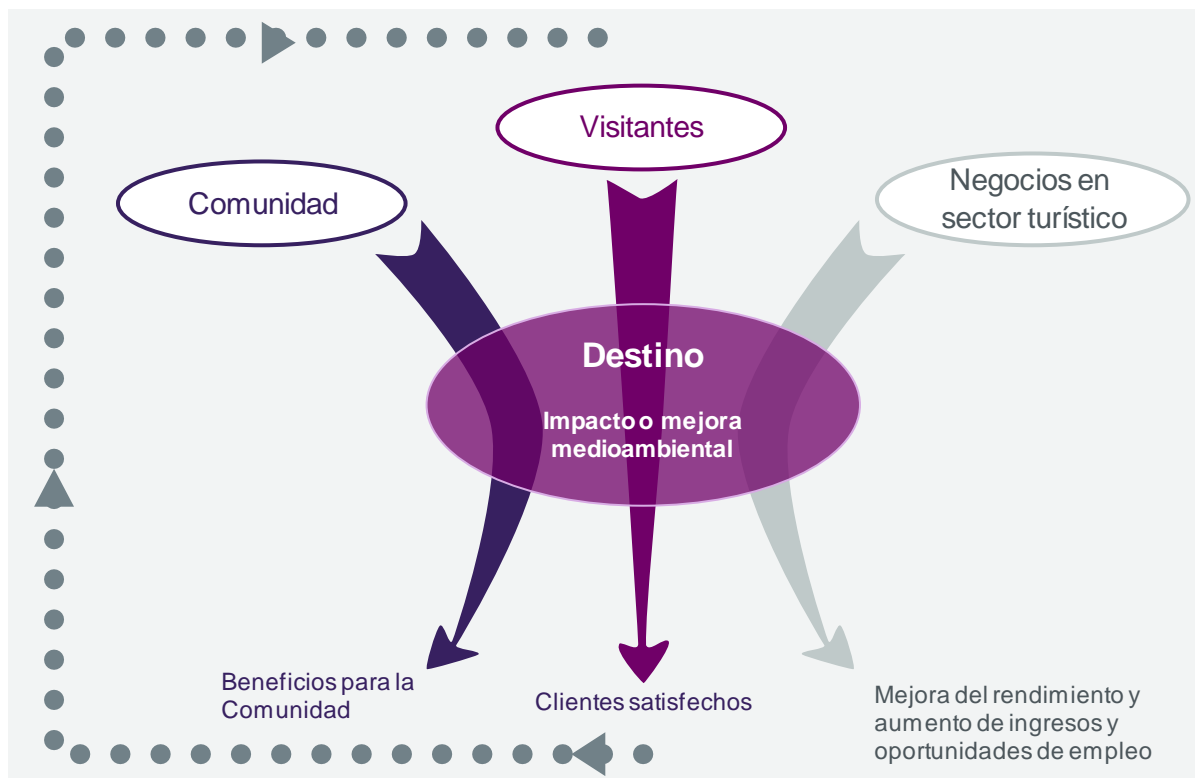 Visitantes
Comunidad
Negocios en
sector turístico
Destino
Impacto o mejora
medioambiental
Beneficios para la
Comunidad
Clientes satisfechos
Mejora del rendimiento y
aumento de ingresos y
oportunidades de empleo